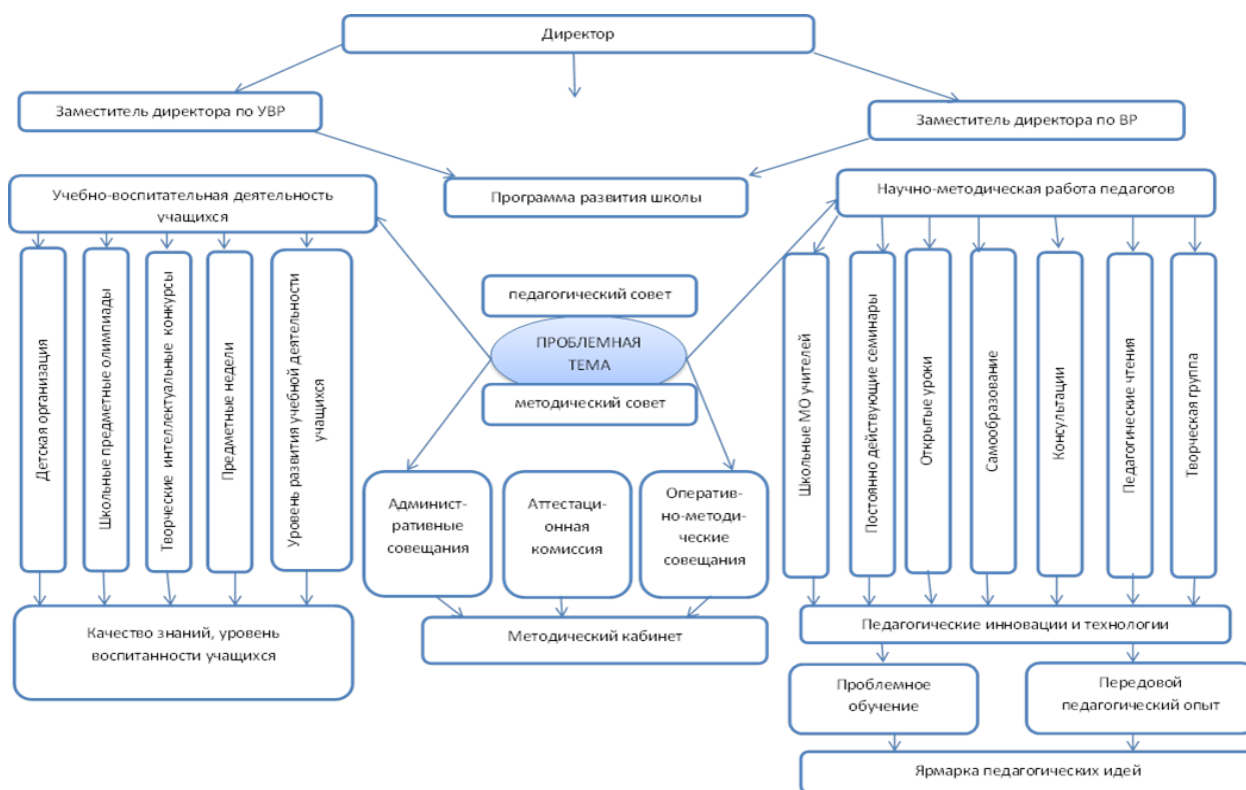 Директор
Заместитель директора по УВР
Заместитель директора по ВР
Программа развития школы
Учебно-воспитательная деятельность
учащихся
Научно-методическая работа педагогов
Детская организация
Школьные предметные олимпиады
Творческие интеллектуальные конкурсы
Предметные недели
Уровень развития учебной деятельности
учащихся
педагогический совет
ПРОБЛЕМНАЯ
ТЕМА
методический совет
Админист-
ративные
совещания
Аттестаци-
онная
комиссия
Оператив-
но-методи-
ческие
совещания
Методический кабинет
Школьные МО учителей
Постоянно действующие семинары
Открытые уроки
Самообразование
Консультации
Педагогические чтения
Творческая группа
Качество знаний, уровень
воспитанности учащихся
Педагогические инновации и технологии
Проблемное
обучение
Передовой
педагогический опыт
Ярмарка педагогических идей